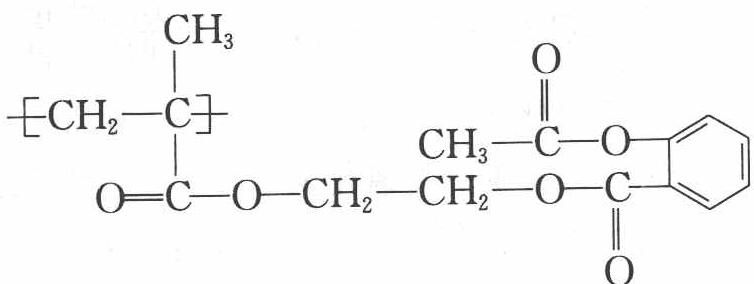 CH₃
O
[CH₂—C]
CH₃—C—O
O=C—O—CH₂—CH₂—O—C
O